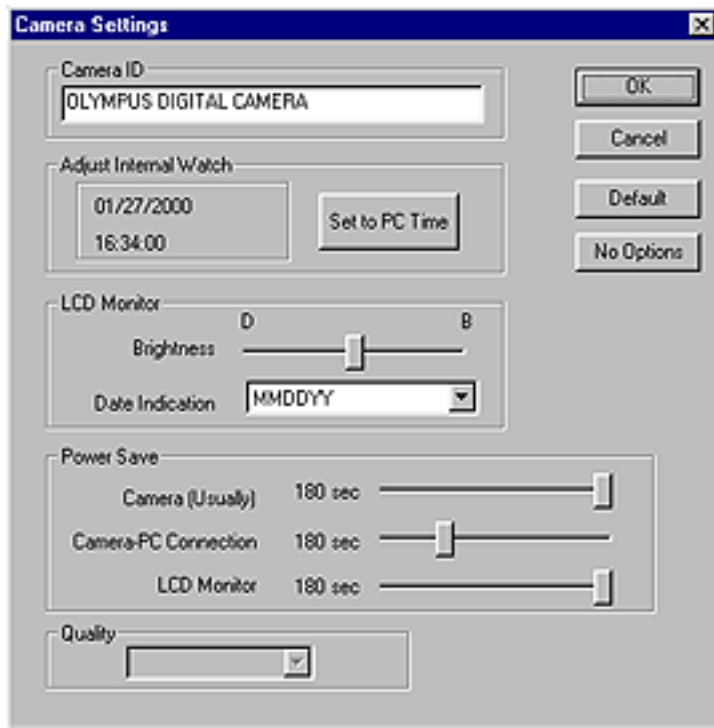 Camera Settings
Camera ID
OLYMPUS DIGITAL CAMERA
OK
Cancel
Adjust Internal Watch
01/27/2000
16:34:00
Set to PC Time
Default
No Options
LCD Monitor
D B
Brightness
Date Indication MMDDYY
Power Save
Camera (Usually) 180 sec
Camera-PC Connection 180 sec
LCD Monitor 180 sec
Quality